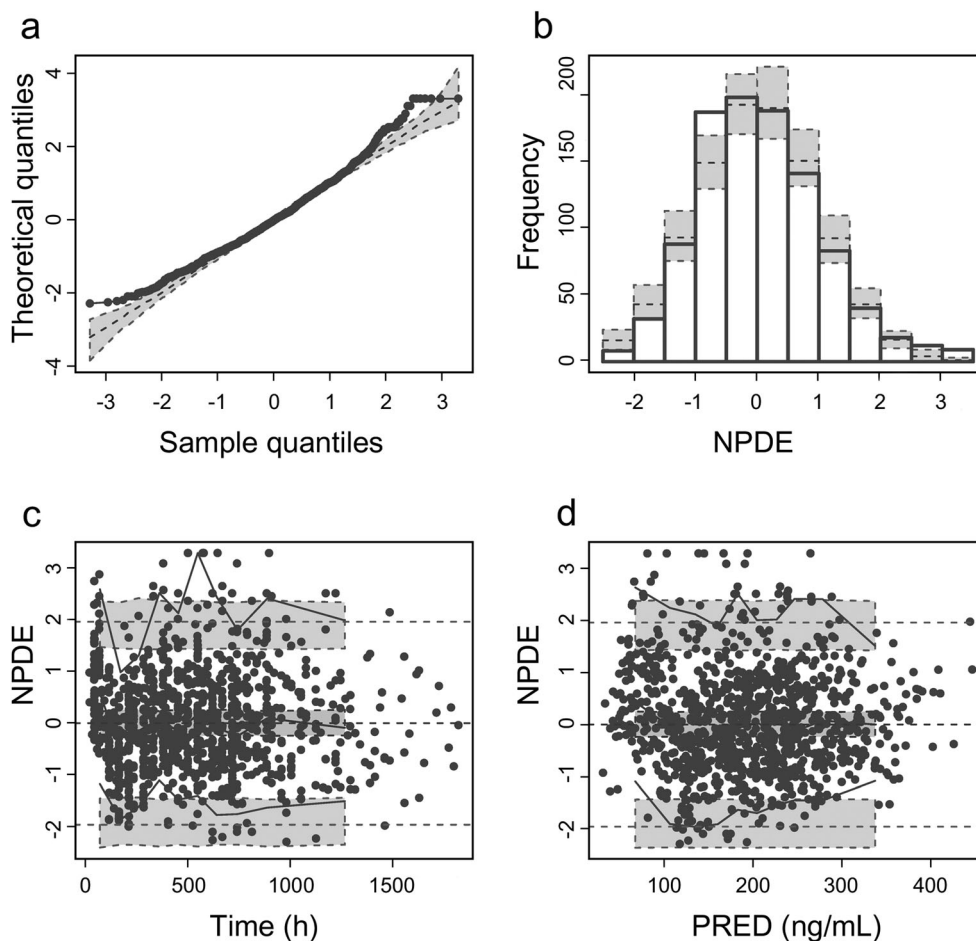 a
Theoretical quantiles
4
2
0
-2
-4
-3 -2 -1 0 1 2 3
Sample quantiles
b
Frequency
200
150
100
50
0
-2 -1 0 1 2 3
NPDE
c
NPDE
3
2
1
0
-1
-2
0 500 1000 1500
Time (h)
d
NPDE
3
2
1
0
-1
-2
100 200 300 400
PRED (ng/mL)